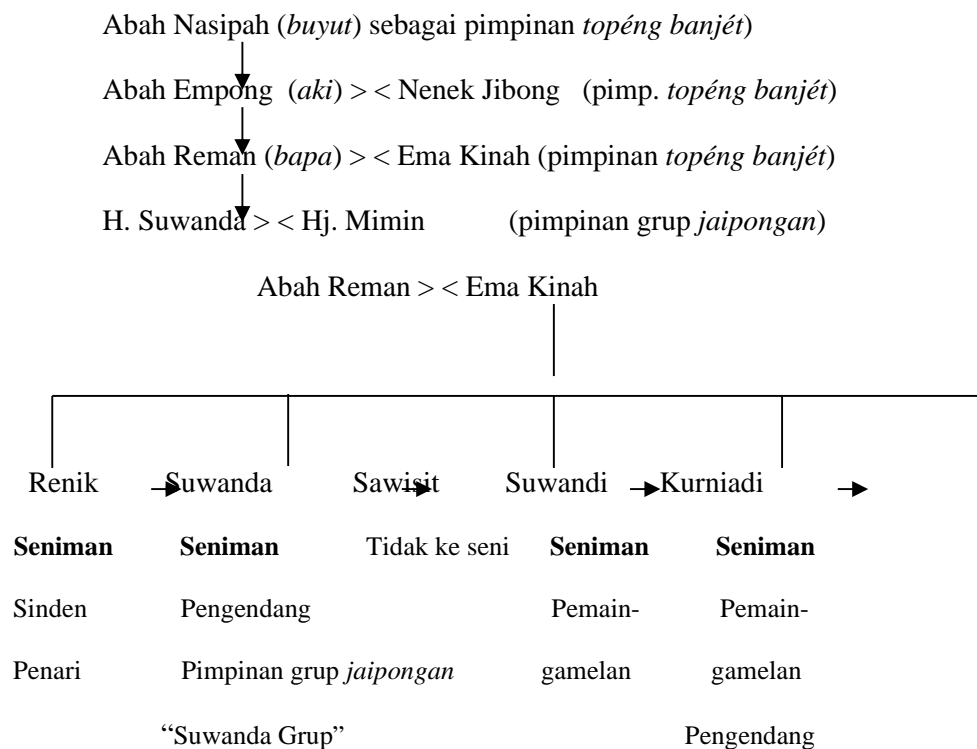 Abah Nasipah (buyut) sebagai pimpinan topéng banjét)
Abah Empong (aki) > < Nenek Jibong (pimp. topéng banjét)
Abah Reman (bapa) > < Ema Kinah (pimpinan topéng banjét)
H. Suwanda > < Hj. Mimin (pimpinan grup jaipongan)
Abah Reman > < Ema Kinah
Renik Suwanda Sawisit Suwandi Kurniadi
Seniman Seniman Tidak ke seni Seniman Seniman
Sinden Pengendang Pemain- Pemain-
Penari Pimpinan grup jaipongan gamelan gamelan
“Suwanda Grup” Pengendang